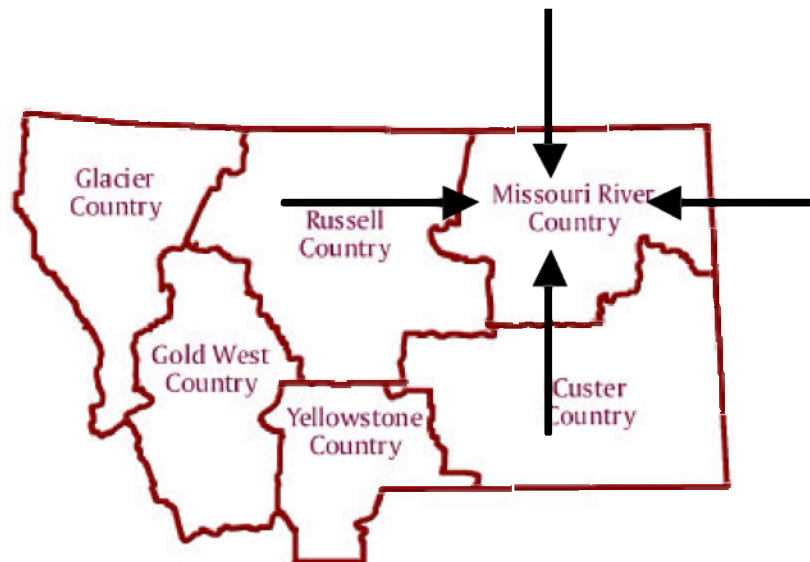 Glacier
Country
Missouri River
Country
Russell
Country
Gold West
Country
Yellowstone
Country
Custer
Country